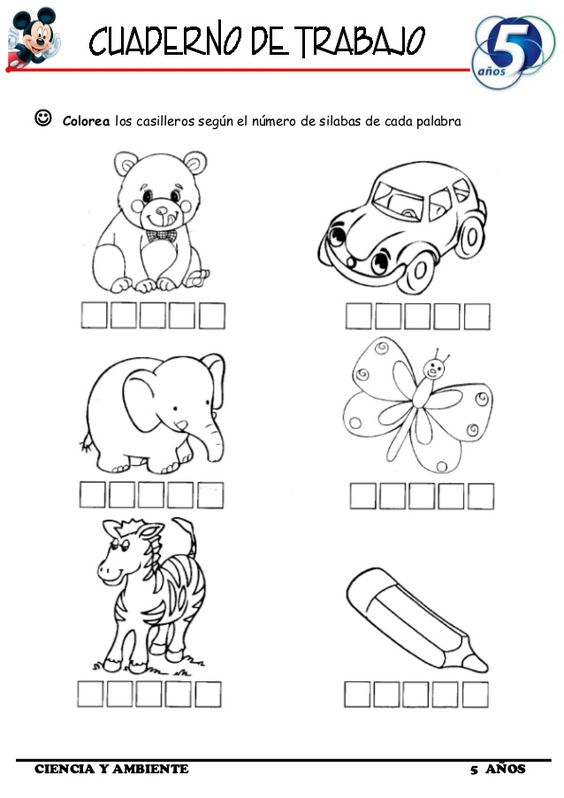 CUADERNO DE TRABAJO
5
años
Colorea los casilleros según el número de silabas de cada palabra
CIENCIA Y AMBIENTE
5 AÑOS